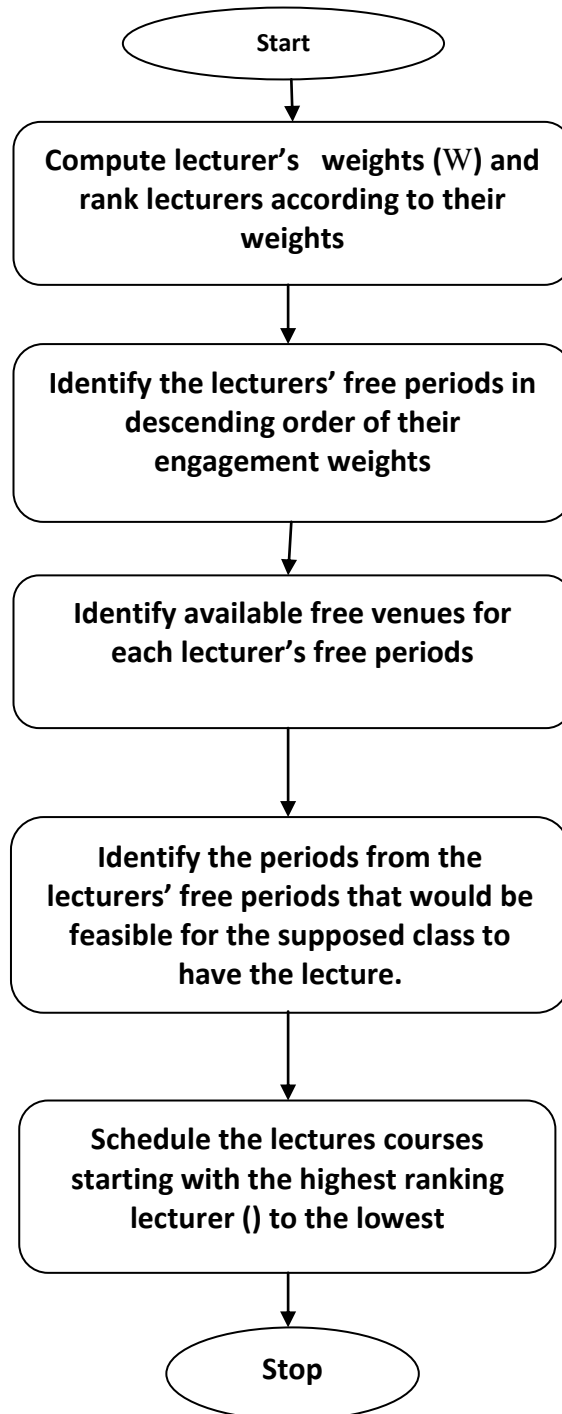 Start
Compute lecturer's weights (W) and
rank lecturers according to their
weights
Identify the lecturers' free periods in
descending order of their
engagement weights
Identify available free venues for
each lecturer's free periods
Identify the periods from the
lecturers' free periods that would be
feasible for the supposed class to
have the lecture.
Schedule the lectures courses
starting with the highest ranking
lecturer () to the lowest
Stop